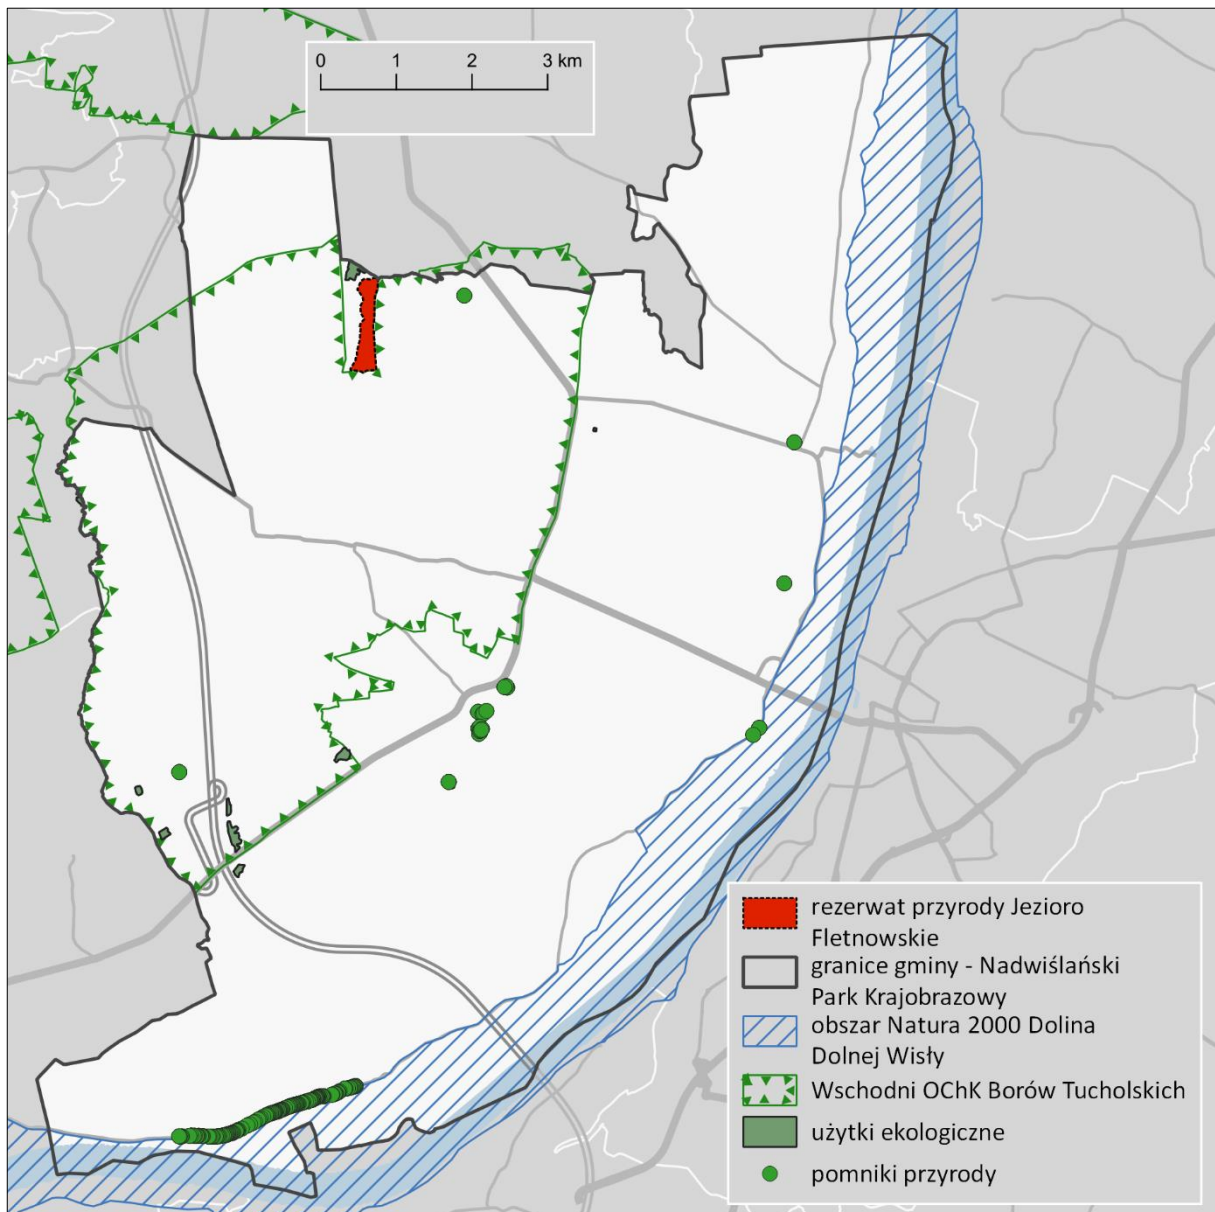 0 1 2 3 km
rezerwat przyrody Jezioro
Fletnowskie
granice gminy - Nadwiślański
Park Krajobrazowy
obszar Natura 2000 Dolina
Dolnej Wisły
Wschodni OChK Borów Tucholskich
użytki ekologiczne
pomniki przyrody